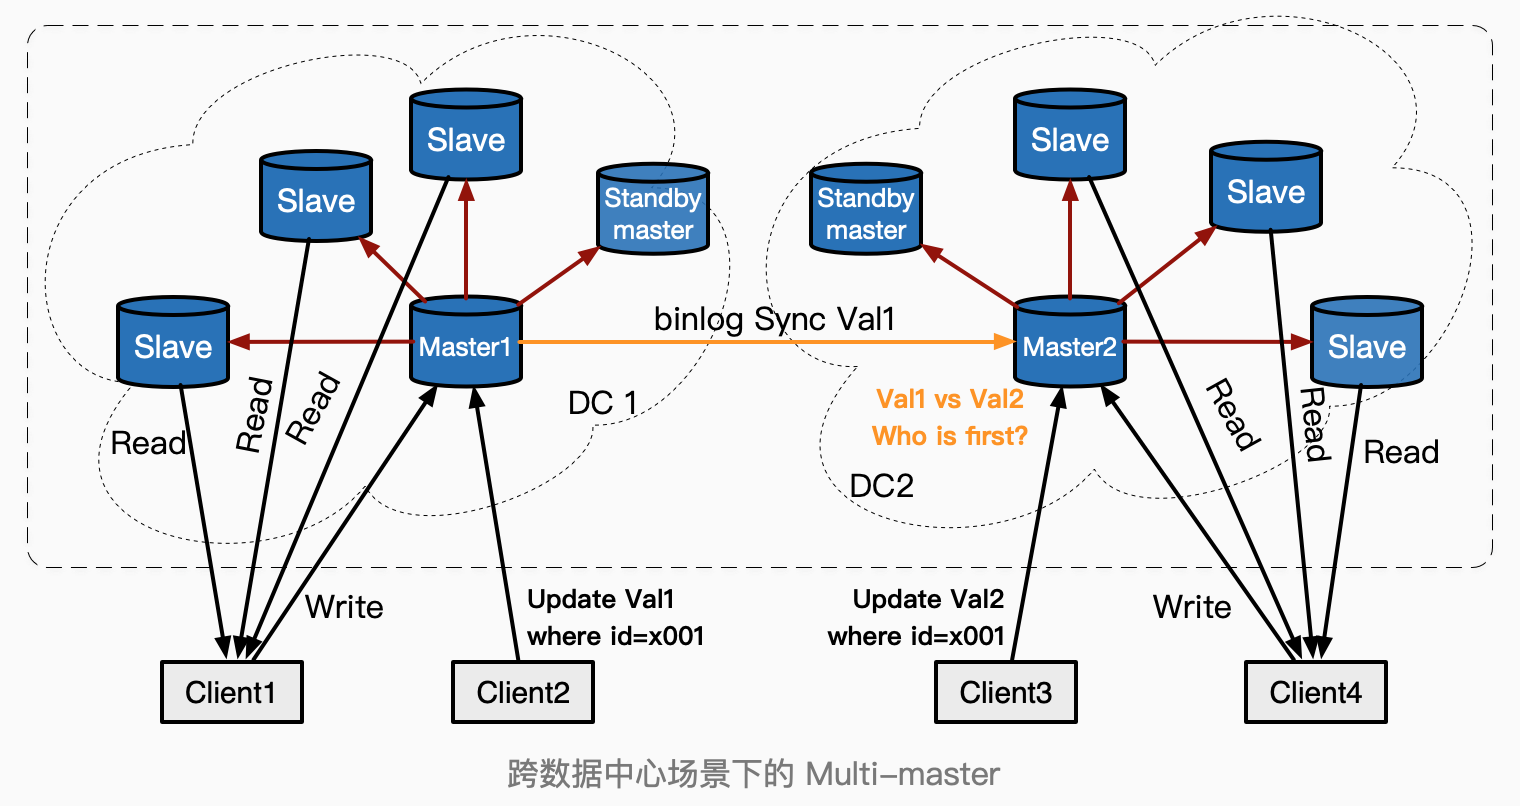 Slave
Slave
Slave
Standby
master
Master1
DC 1
Slave
Slave
Slave
Standby
master
Master2
DC2
binlog Sync Val1
Val1 vs Val2
Who is first?
Read
Read
Read
Write
Update Val1
where id=x001
Update Val2
where id=x001
Read
Read
Read
Write
Client1
Client2
Client3
Client4
跨数据中心场景下的 Multi-master